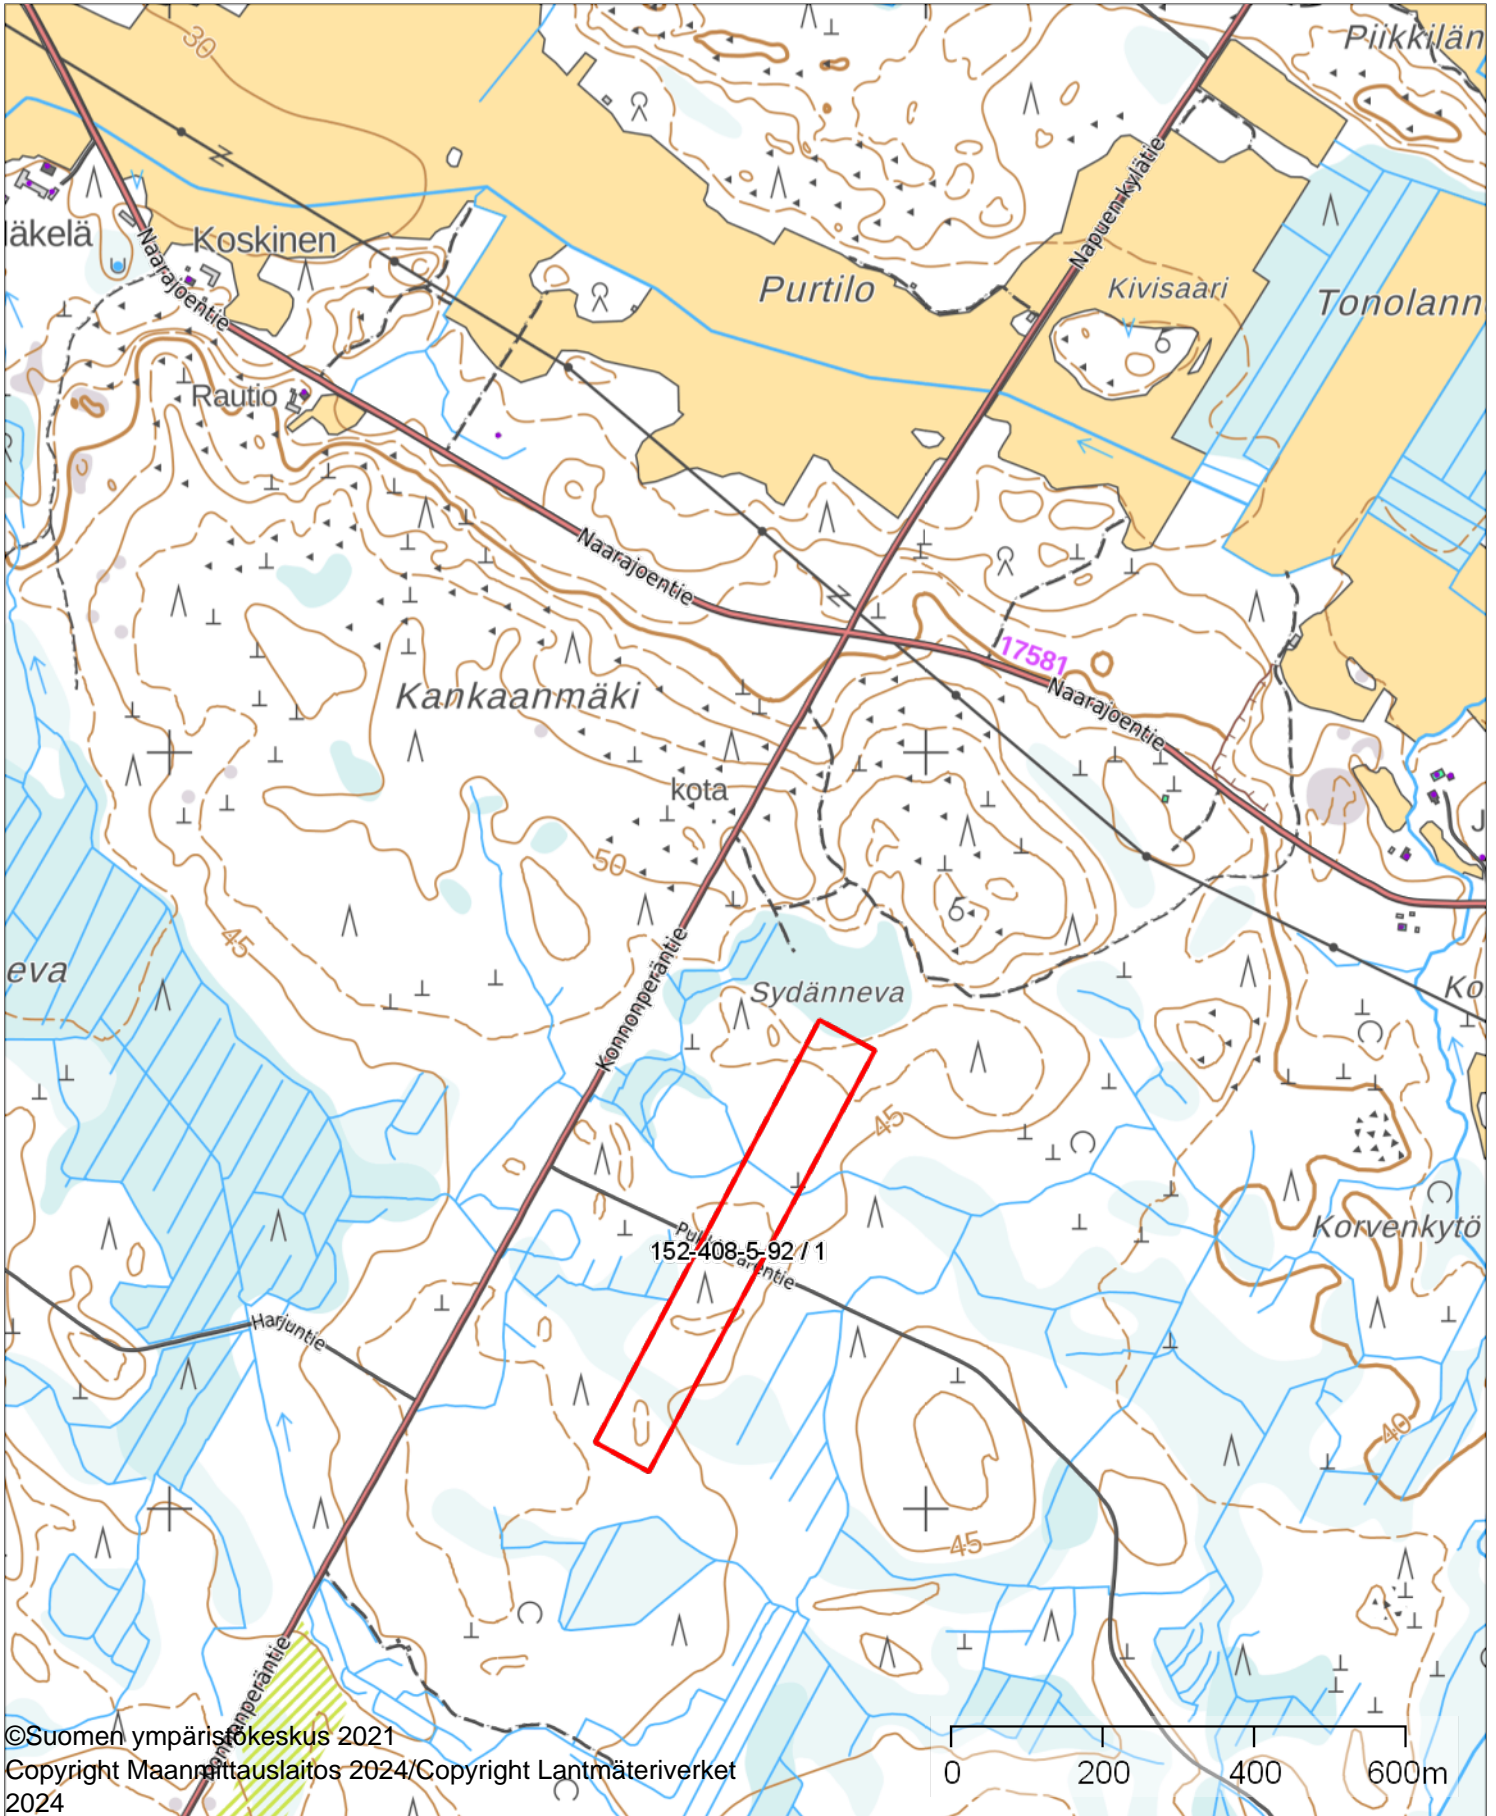 30
Piikkilän
Napuen kylätie
Koskinen
Purtilo
Kivisaari
Tonolann
Naarajoentie
Rautio
Naarajoentie
17581
Naarajoentie
Kankaanmäki
kota
50
45
eva
Konnonperäntie
Sydänneva
Ko
J
45
Korvenkytö
152-408-5-92 / 1
Harjuntie
40
45
©Suomen ympäristökeskus 2021
Copyright Maanmittauslaitos 2024/Copyright Lantmäteriverket
2024
0 200 400 600m